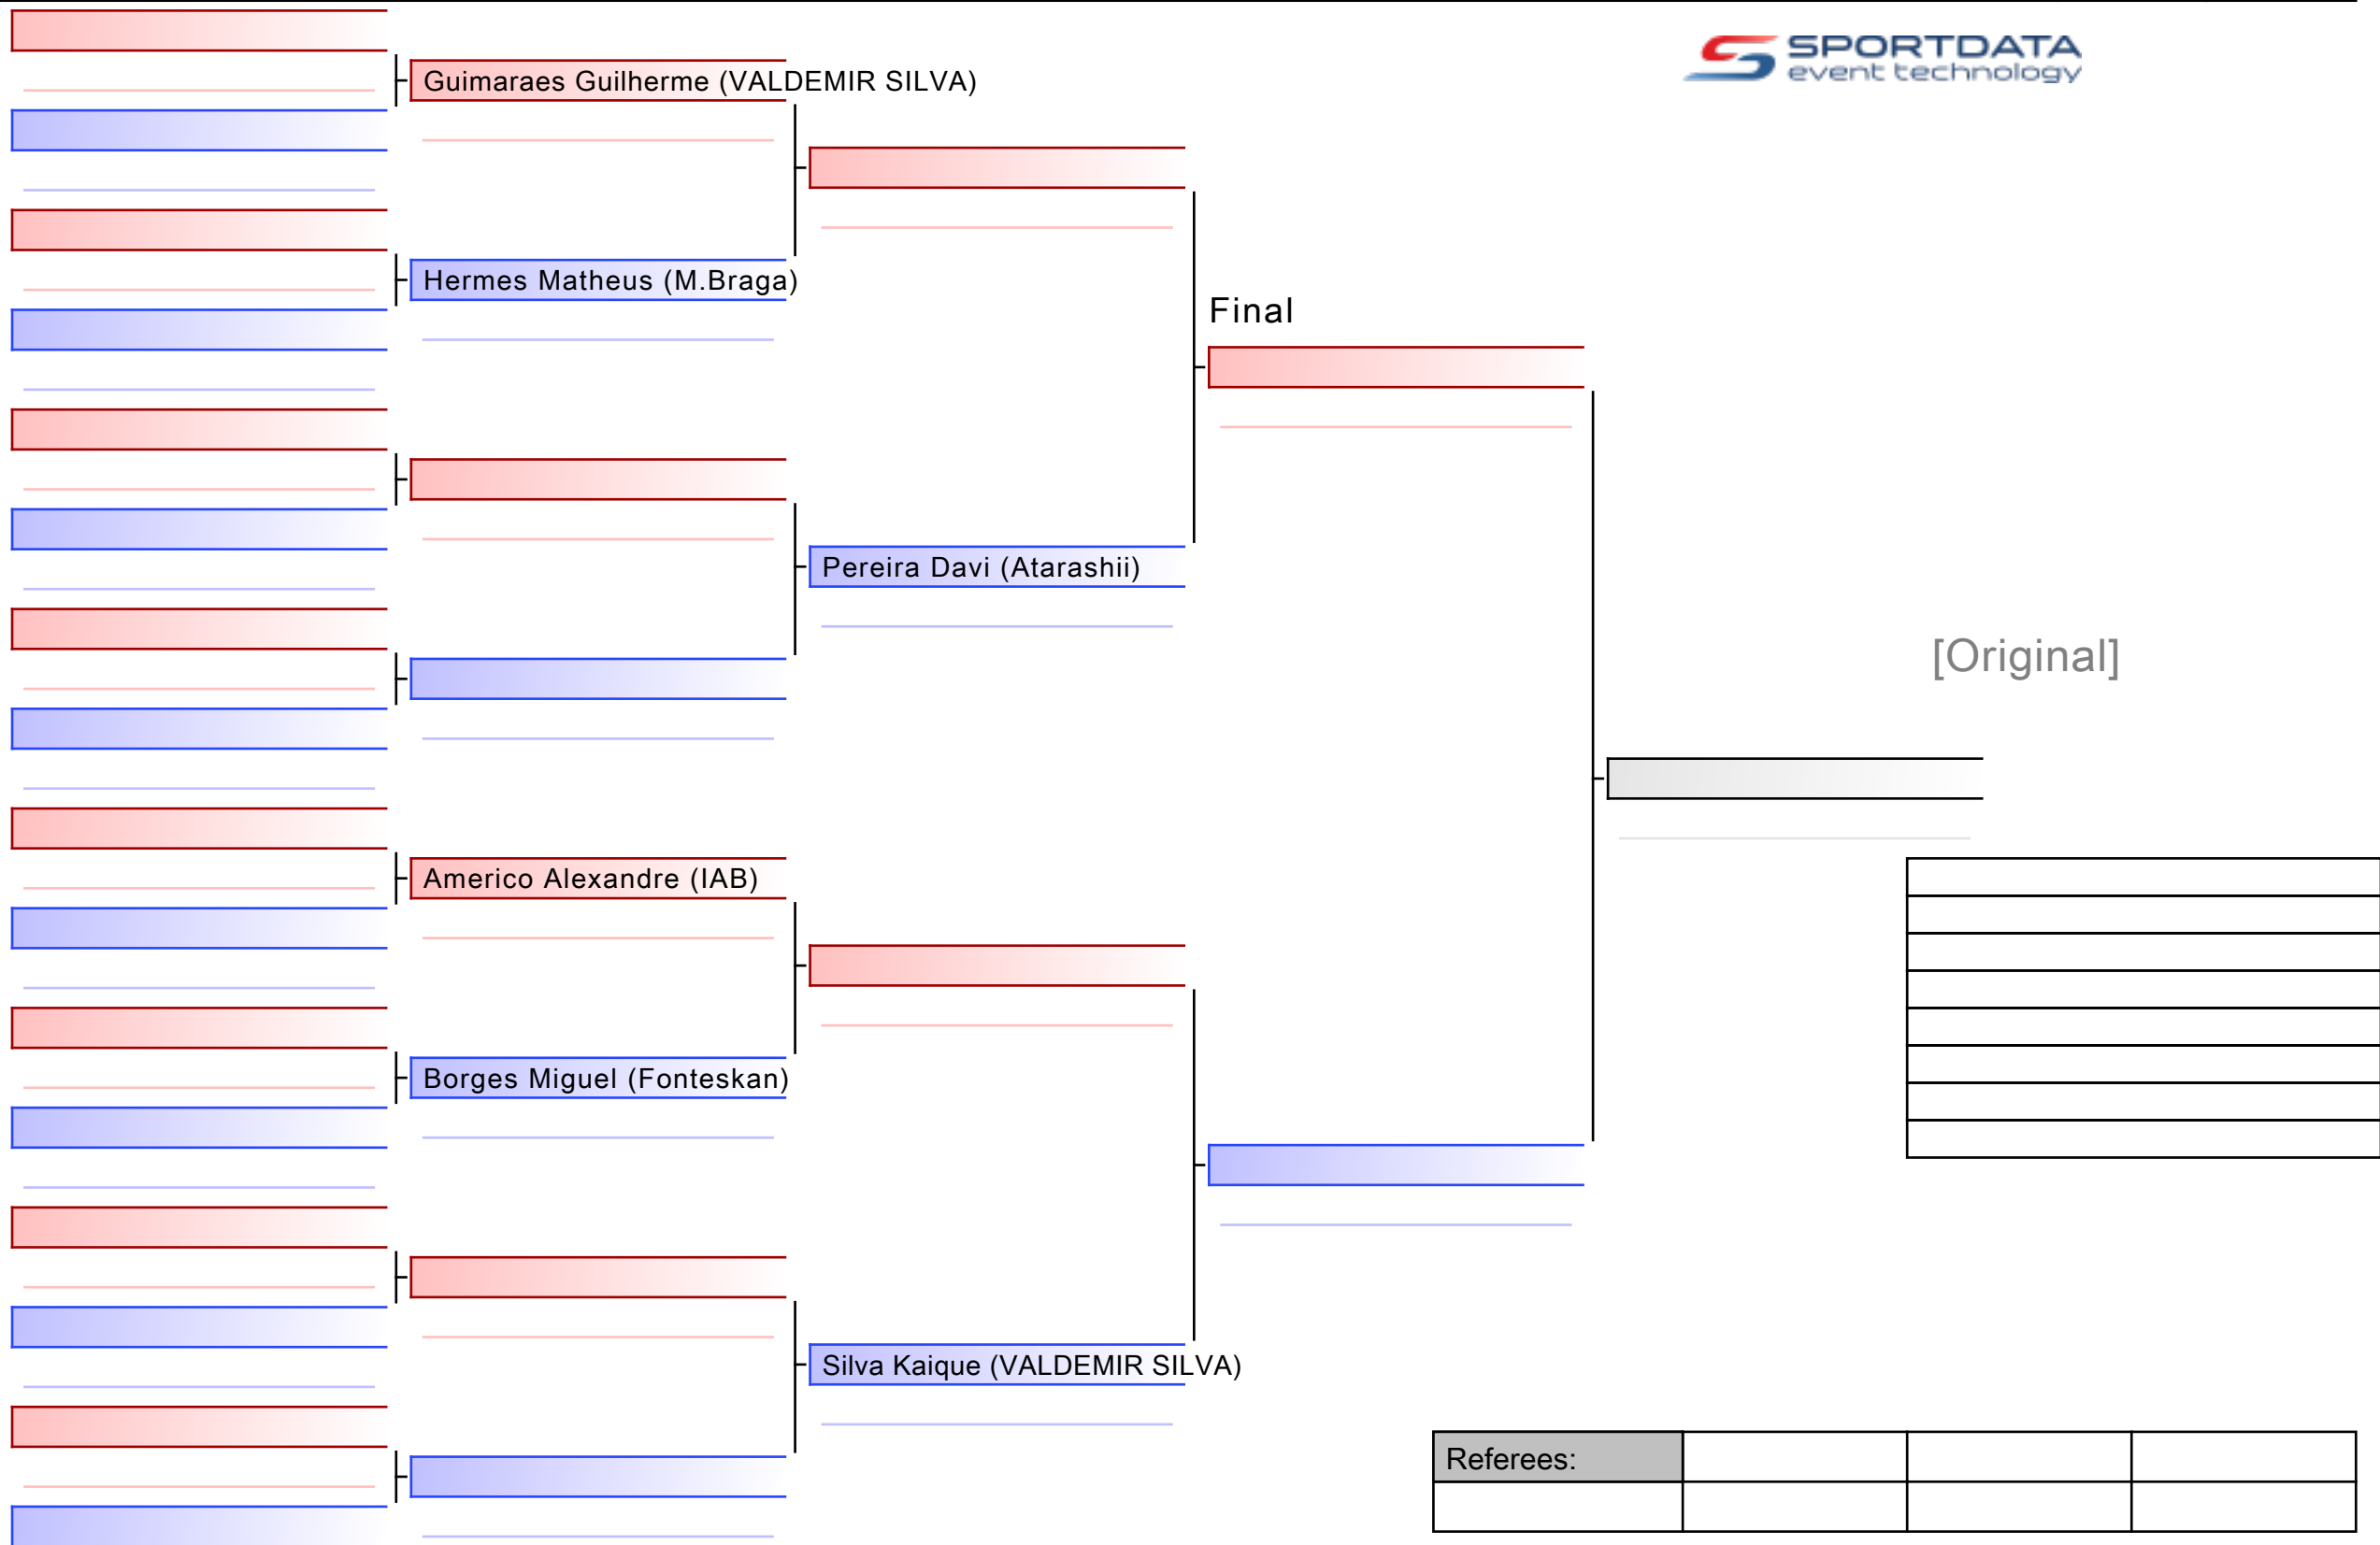 SPORTDATA
event technology
Guimaraes Guilherme (VALDEMIR SILVA)
Hermes Matheus (M.Braga)
Final
Pereira Davi (Atarashii)
[Original]
Americo Alexandre (IAB)
Borges Miguel (Fonteskan)
Silva Kaique (VALDEMIR SILVA)
Referees: